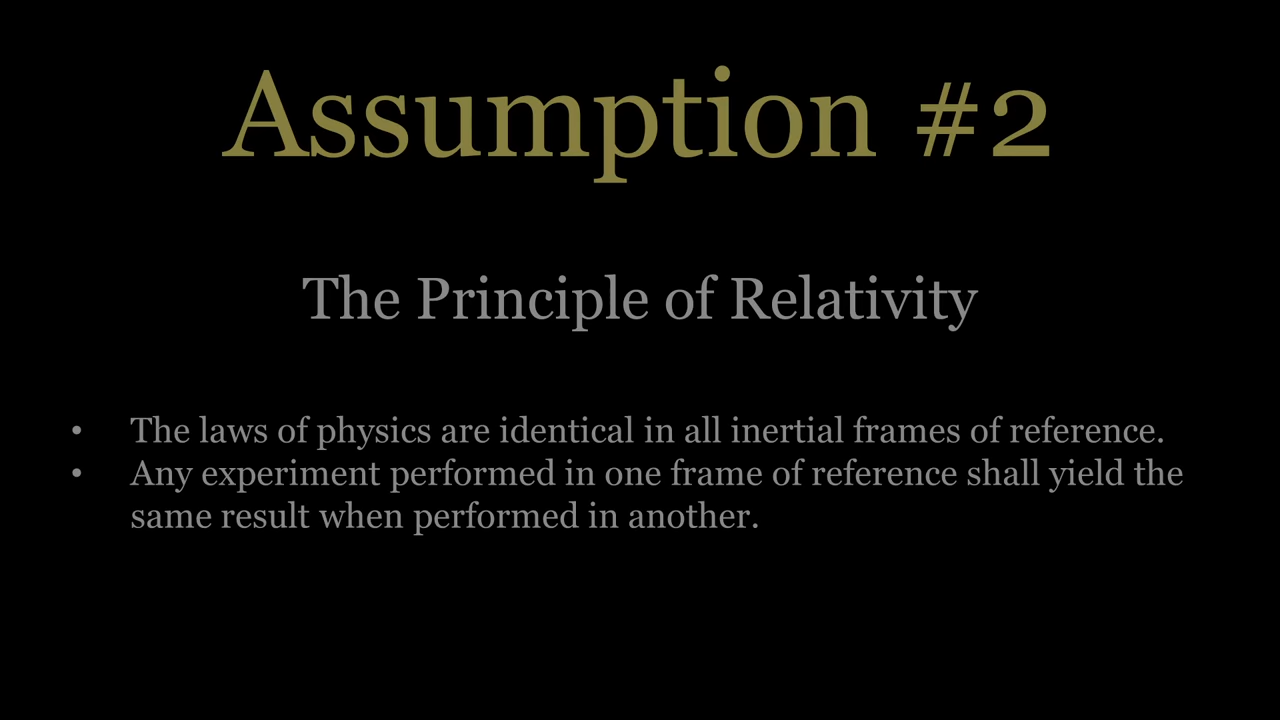 Assumption #2
The Principle of Relativity
• The laws of physics are identical in all inertial frames of reference.
• Any experiment performed in one frame of reference shall yield the
same result when performed in another.